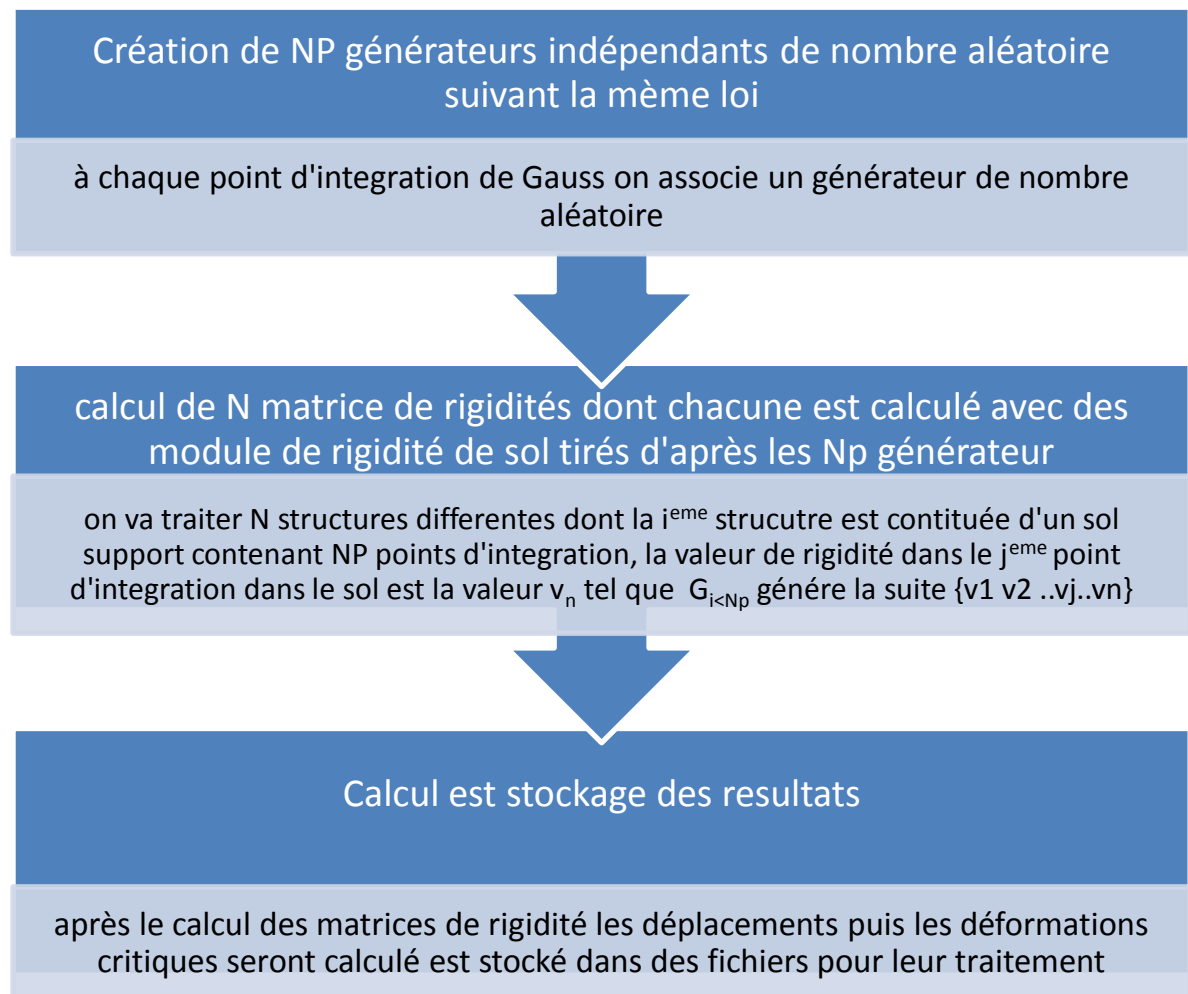 Création de NP générateurs indépendants de nombre aléatoire
suivant la mème loi
à chaque point d'integration de Gauss on associe un générateur de nombre
aléatoire
calcul de N matrice de rigidités dont chacune est calculé avec des
module de rigidité de sol tirés d'après les Np générateur
on va traiter N structures differentes dont la i^eme strucutre est contituée d'un sol
support contenant NP points d'integration, la valeur de rigidité dans le j^eme point
d'integration dans le sol est la valeur v_n tel que G_i<Np génére la suite {v1 v2 ..vj..vn}
Calcul est stockage des resultats
après le calcul des matrices de rigidité les déplacements puis les déformations
critiques seront calculé est stocké dans des fichiers pour leur traitement